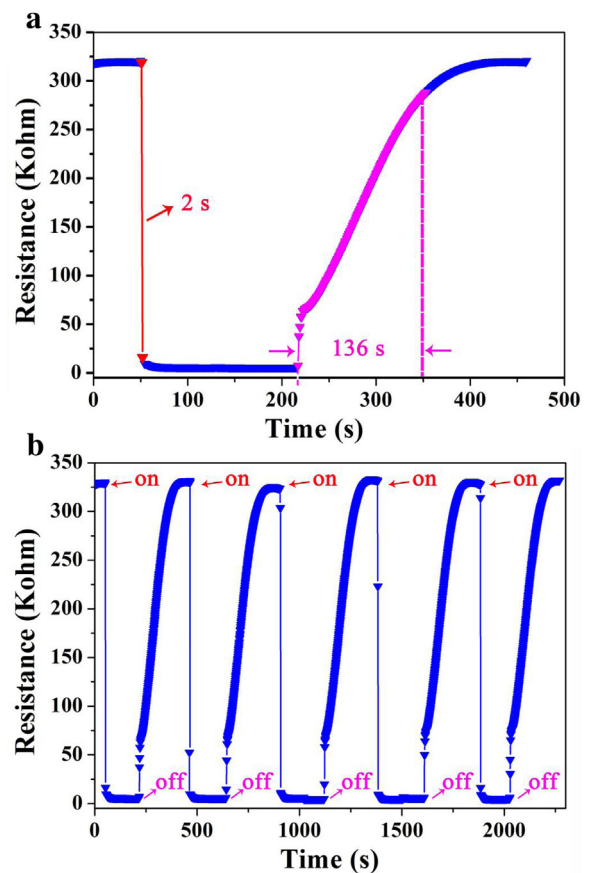 a
350
300
250
200
150
100
50
0
Resistance (Kohm)
2 s
136 s
0 100 200 300 400 500
Time (s)
b
350
300
250
200
150
100
50
0
Resistance (Kohm)
on on on on on
off off off off off
0 500 1000 1500 2000
Time (s)